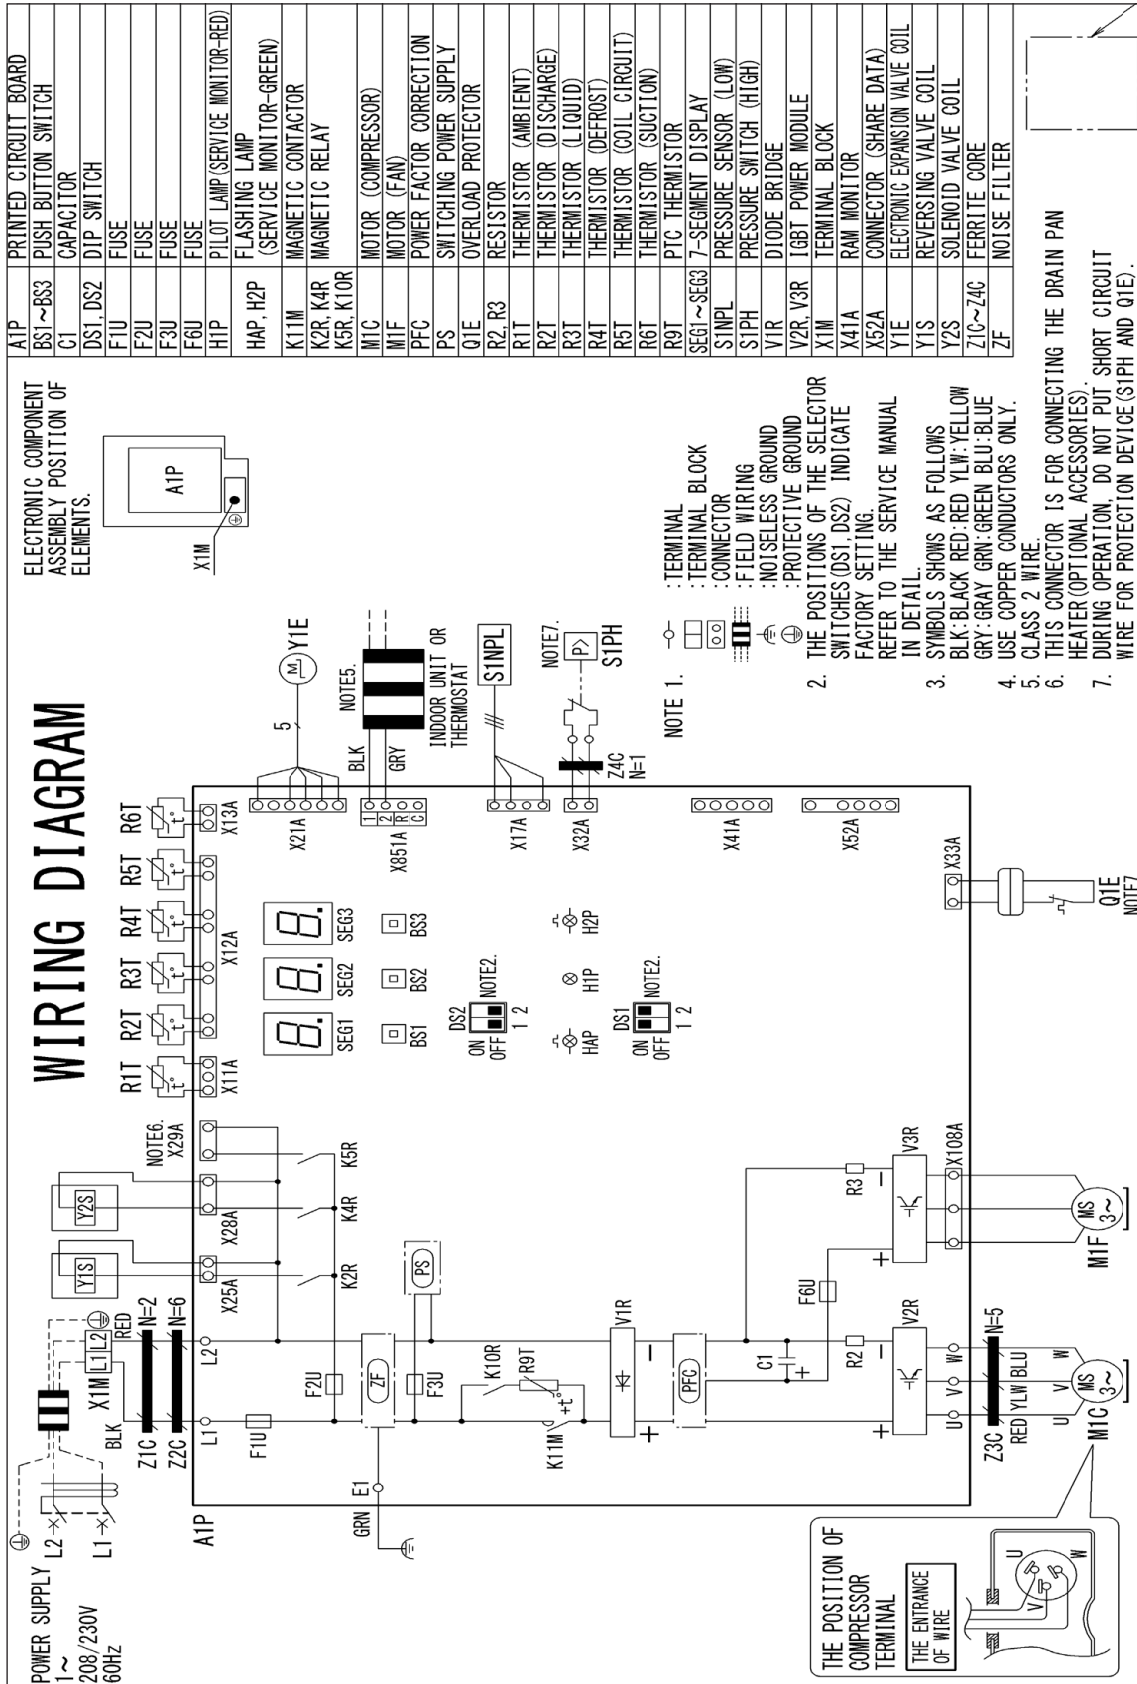 WIRING DIAGRAM
POWER SUPPLY
1~
208/230V
60Hz
L2
L1
X1M
L1 L2
BLK
RED
Z1C
N=2
Z2C
N=6
L1
L2
A1P
Y1S
Y2S
X25A
X28A
NOTE6.
X29A
R1T
R2T
R3T
R4T
R5T
R6T
t°
t°
t°
t°
t°
t°
X11A
X12A
X13A
K2R
K4R
K5R
F1U
F2U
ZF
F3U
PS
GRN
E1
K10R
R9T
+t°
K11M
V1R
+
-
PFC
C1
+
F6U
R2
R3
V2R
+
-
V3R
+
-
X108A
U V W
Z3C
N=5
RED YLW BLU
U V W
MS
3~
M1C
MS
3~
M1F
SEG1
SEG2
SEG3
BS1
BS2
BS3
DS2
ON
OFF
1 2
NOTE2.
HAP
H1P
H2P
DS1
ON
OFF
1 2
NOTE2.
X21A
5
M
Y1E
X851A
1
2
R
C
BLK
GRY
NOTE5.
INDOOR UNIT OR
THERMOSTAT
X17A
S1NPL
X32A
Z4C
N=1
NOTE7.
P>
S1PH
X41A
X52A
X33A
Q1E
NOTE7
THE POSITION OF
COMPRESSOR
TERMINAL
THE ENTRANCE
OF WIRE
U
V
W
ELECTRONIC COMPONENT
ASSEMBLY POSITION OF
ELEMENTS.
A1P
X1M
NOTE 1.
:TERMINAL
:TERMINAL BLOCK
:CONNECTOR
:FIELD WIRING
:NOISELESS GROUND
:PROTECTIVE GROUND
2. THE POSITIONS OF THE SELECTOR
SWITCHES(DS1,DS2) INDICATE
FACTORY SETTING.
REFER TO THE SERVICE MANUAL
IN DETAIL.
3. SYMBOLS SHOWS AS FOLLOWS
BLK:BLACK RED:RED YLW:YELLOW
GRY:GRAY GRN:GREEN BLU:BLUE
4. USE COPPER CONDUCTORS ONLY.
5. CLASS 2 WIRE.
6. THIS CONNECTOR IS FOR CONNECTING THE DRAIN PAN
HEATER(OPTIONAL ACCESSORIES).
7. DURING OPERATION, DO NOT PUT SHORT CIRCUIT
WIRE FOR PROTECTION DEVICE(S1PH AND Q1E).
A1P PRINTED CIRCUIT BOARD
BS1~BS3 PUSH BUTTON SWITCH
C1 CAPACITOR
DS1,DS2 DIP SWITCH
F1U FUSE
F2U FUSE
F3U FUSE
F6U FUSE
H1P PILOT LAMP(SERVICE MONITOR-RED)
HAP, H2P FLASHING LAMP
(SERVICE MONITOR-GREEN)
K11M MAGNETIC CONTACTOR
K2R, K4R MAGNETIC RELAY
K5R, K10R
M1C MOTOR (COMPRESSOR)
M1F MOTOR (FAN)
PFC POWER FACTOR CORRECTION
PS SWITCHING POWER SUPPLY
Q1E OVERLOAD PROTECTOR
R2, R3 RESISTOR
R1T THERMISTOR (AMBIENT)
R2T THERMISTOR (DISCHARGE)
R3T THERMISTOR (LIQUID)
R4T THERMISTOR (DEFROST)
R5T THERMISTOR (COIL CIRCUIT)
R6T THERMISTOR (SUCTION)
R9T PTC THERMISTOR
SEG1~SEG3 7-SEGMENT DISPLAY
S1NPL PRESSURE SENSOR (LOW)
S1PH PRESSURE SWITCH (HIGH)
V1R DIODE BRIDGE
V2R, V3R IGBT POWER MODULE
X1M TERMINAL BLOCK
X41A RAM MONITOR
X52A CONNECTOR (SHARE DATA)
Y1E ELECTRONIC EXPANSION VALVE COIL
Y1S REVERSING VALVE COIL
Y2S SOLENOID VALVE COIL
Z1C~Z4C FERRITE CORE
ZF NOISE FILTER